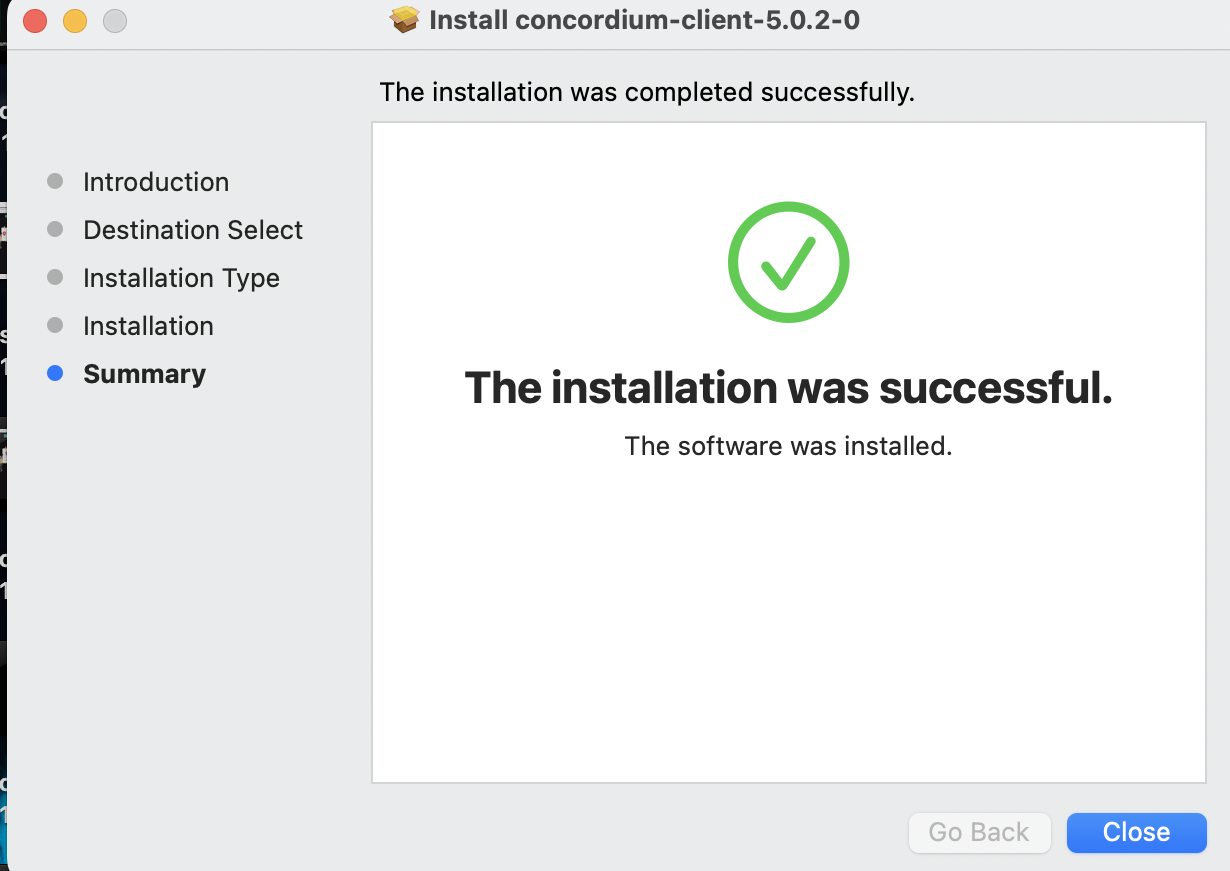 Install concordium-client-5.0.2-0
The installation was completed successfully.
Introduction
Destination Select
Installation Type
Installation
Summary
The installation was successful.
The software was installed.
Go Back
Close